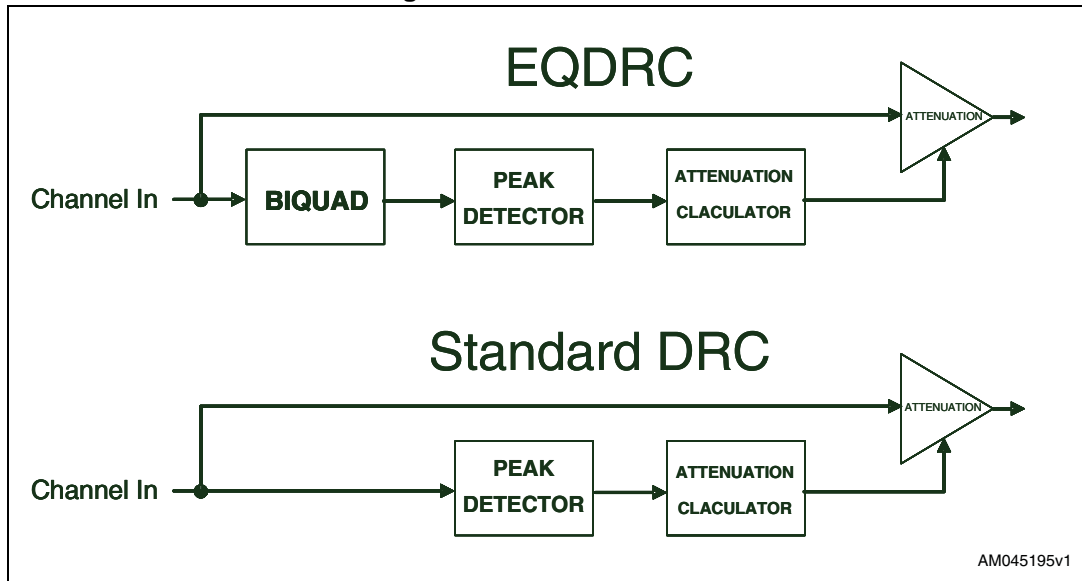 EQDRC
ATTENUATION
Channel In
BIQUAD
PEAK
DETECTOR
ATTENUATION
CLACULATOR
Standard DRC
ATTENUATION
Channel In
PEAK
DETECTOR
ATTENUATION
CLACULATOR
AM045195v1